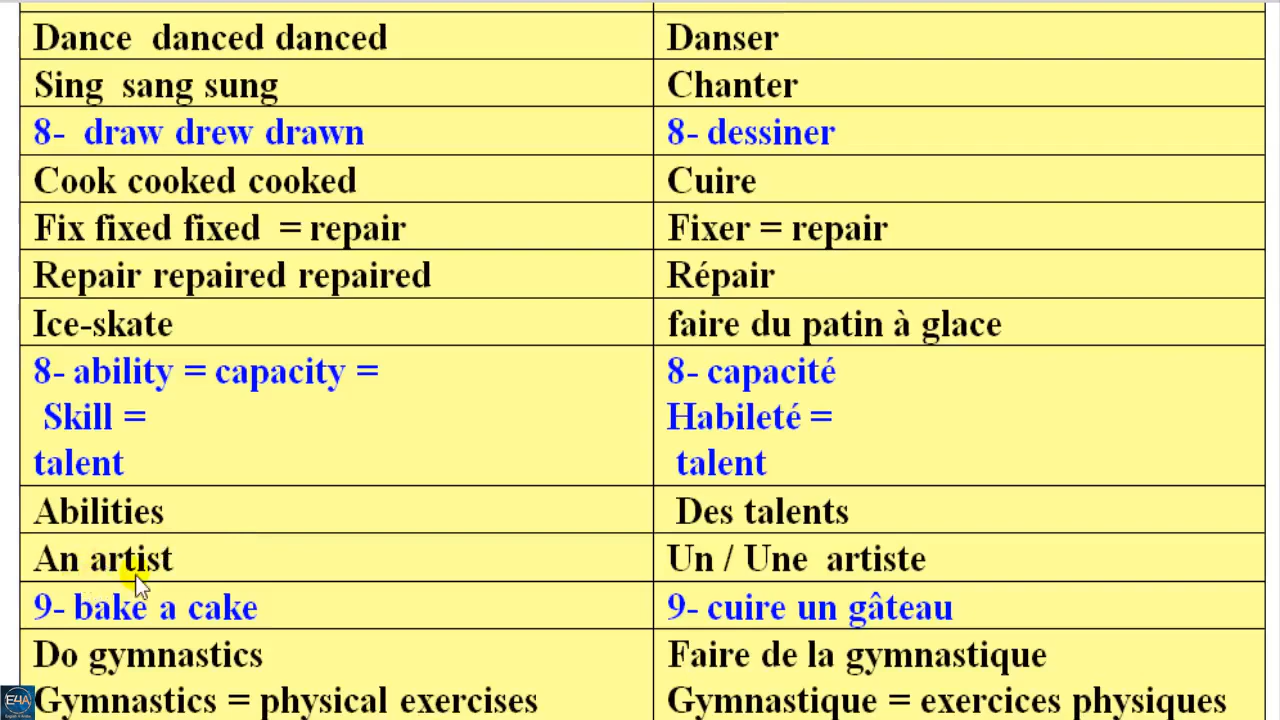 Dance danced danced
Danser
Sing sang sung
Chanter
8- draw drew drawn
8- dessiner
Cook cooked cooked
Cuire
Fix fixed fixed = repair
Fixer = repair
Repair repaired repaired
Répair
Ice-skate
faire du patin à glace
8- ability = capacity =
Skill =
talent
8- capacité
Habileté =
talent
Abilities
Des talents
An artist
Un / Une artiste
9- bake a cake
9- cuire un gâteau
Do gymnastics
Gymnastics = physical exercises
Faire de la gymnastique
Gymnastique = exercices physiques
E4A